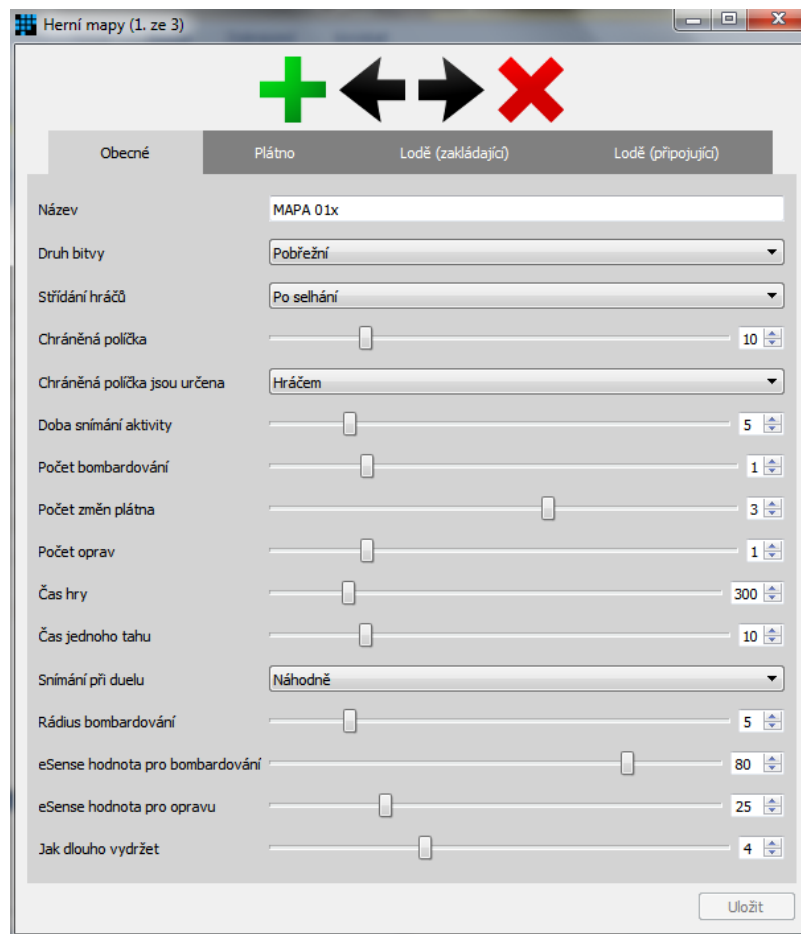 Herní mapy (1. ze 3)
Obecné Plátno Lodě (zakládající) Lodě (připojující)
Název MAPA 01x
Druh bitvy Pobřežní
Střídání hráčů Po selhání
Chráněná políčka 10
Chráněná políčka jsou určena Hráčem
Doba snímání aktivity 5
Počet bombardování 1
Počet změn plátna 3
Počet oprav 1
Čas hry 300
Čas jednoho tahu 10
Snímání při duelu Náhodně
Rádius bombardování 5
eSense hodnota pro bombardování 80
eSense hodnota pro opravu 25
Jak dlouho vydržet 4
Uložit